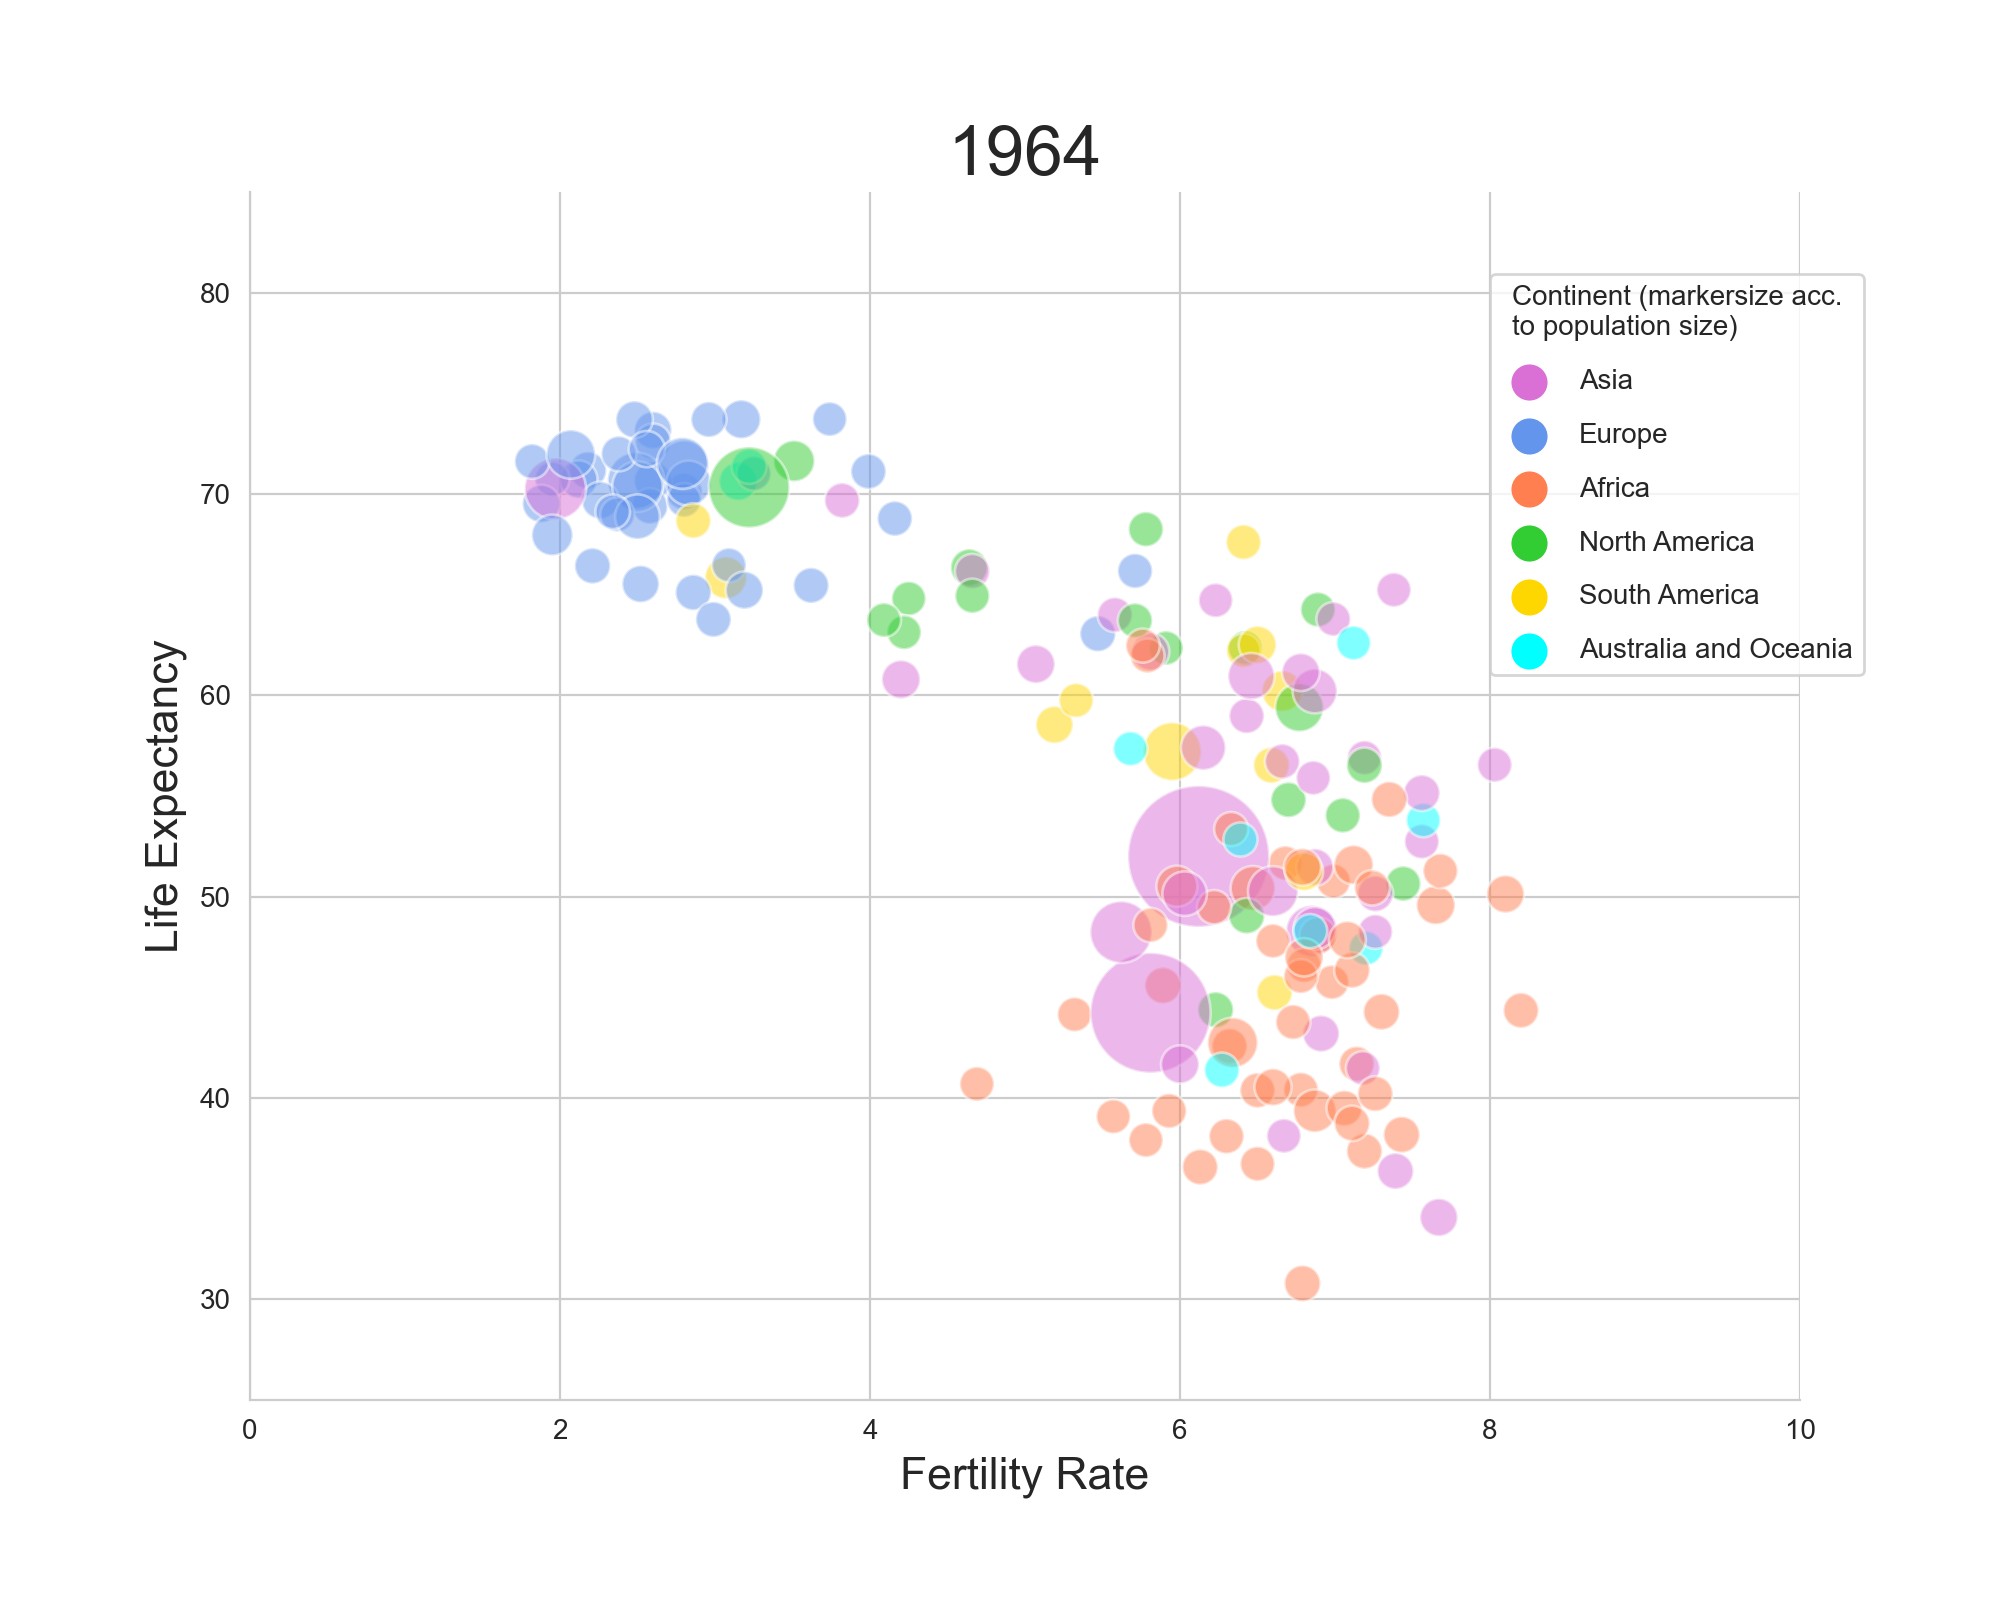 1964
80
70
60
50
40
30
Life Expectancy
0
2
4
6
8
10
Fertility Rate
Continent (markersize acc.
to population size)
Asia
Europe
Africa
North America
South America
Australia and Oceania